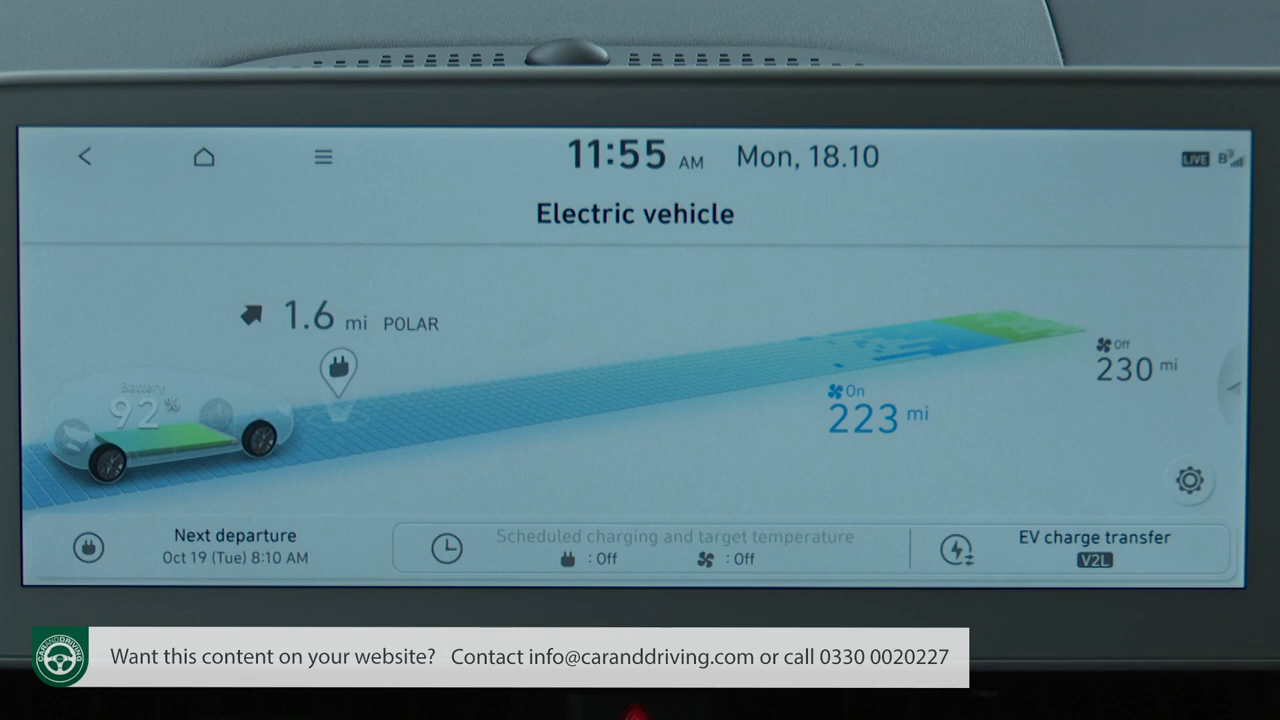 11:55 AM Mon, 18.10
LIVE B
Electric vehicle
1.6 mi POLAR
Off
230 mi
Battery
92 %
On
223 mi
Next departure
Oct 19 (Tue) 8:10 AM
Scheduled charging and target temperature
: Off : Off
EV charge transfer
V2L
CARANDDRIVING
Want this content on your website? Contact info@caranddriving.com or call 0330 0020227